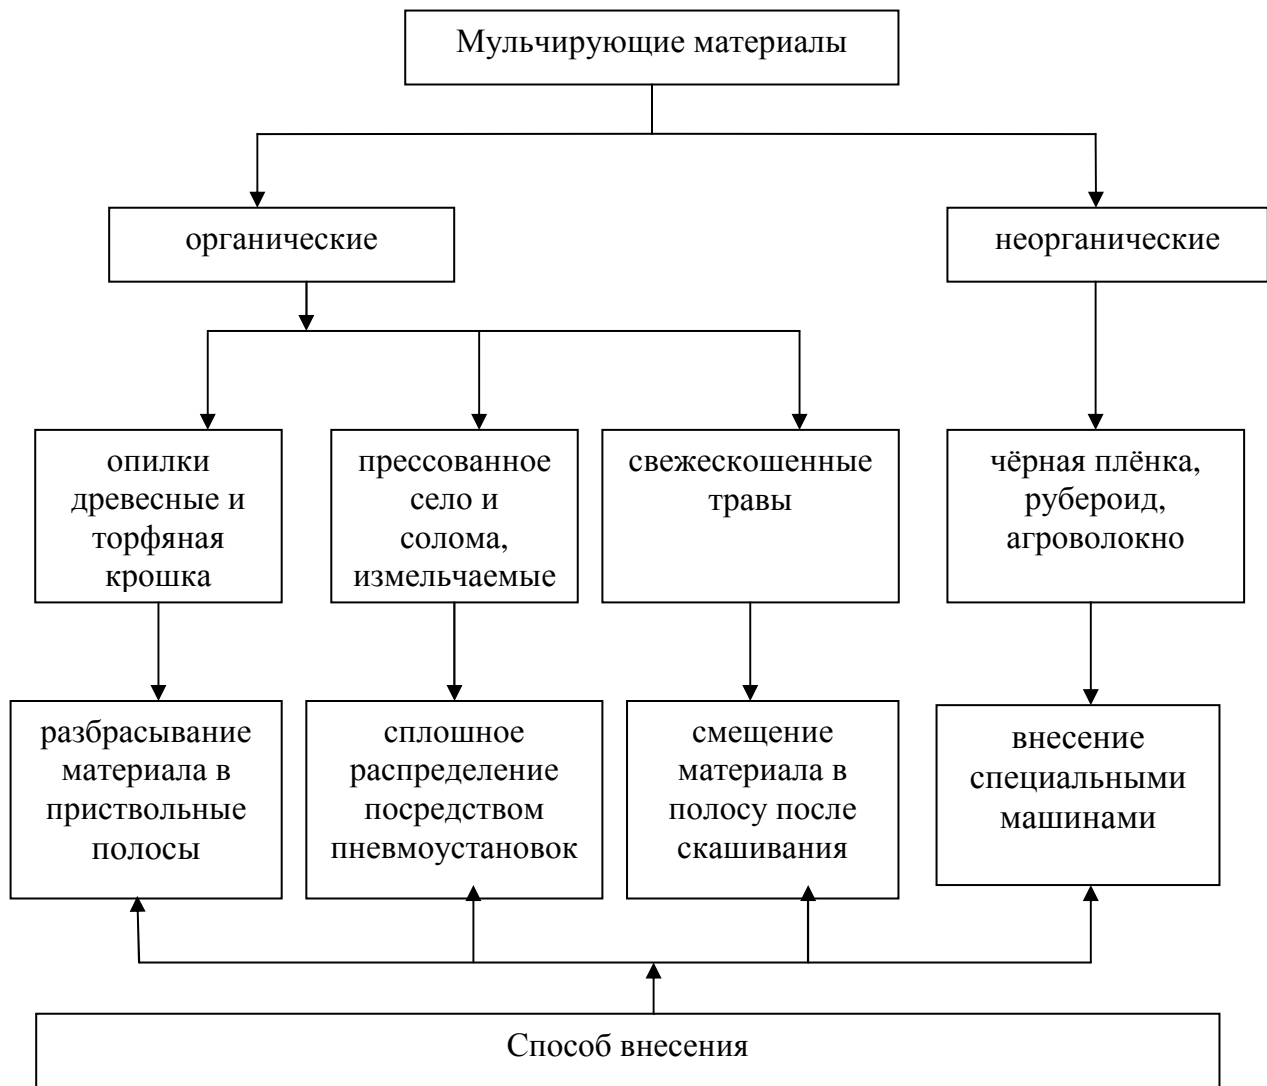 Мульчирующие материалы
органические
неорганические
опилки
древесные и
торфяная
крошка
прессованное
село и
солома,
измельчаемые
свежескошенные
травы
чёрная плёнка,
рубероид,
агроволокно
разбрасывание
материала в
приствольные
полосы
сплошное
распределение
посредством
пневмоустановок
смещение
материала в
полосу после
скашивания
внесение
специальными
машинами
Способ внесения